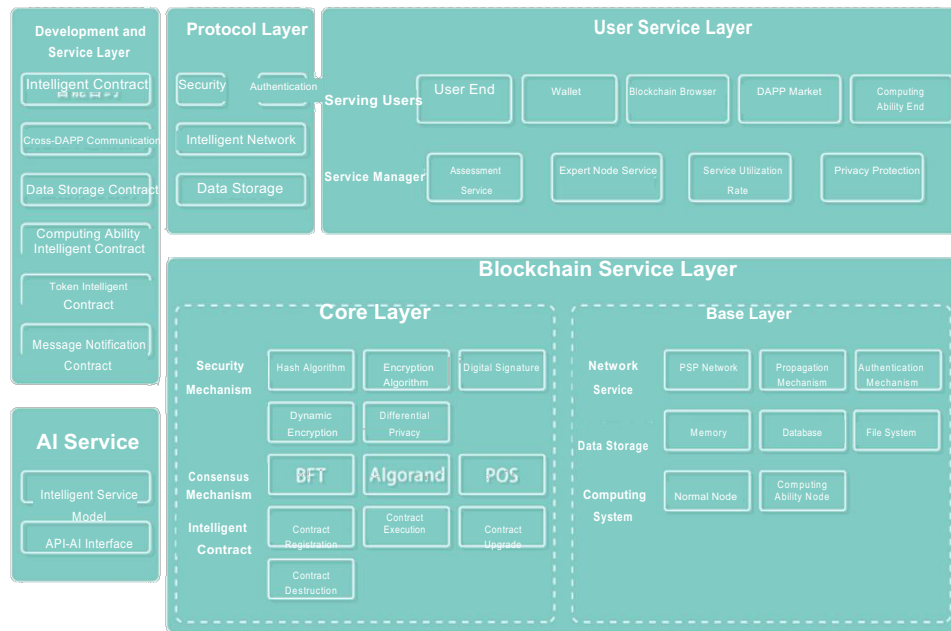 Development and
Service Layer
Intelligent Contract
Cross-DAPP Communication
Data Storage Contract
Computing Ability
Intelligent Contract
Token Intelligent
Contract
Message Notification
Contract
AI Service
Intelligent Service
Model
API-AI Interface
Protocol Layer
Security
Authentication
Intelligent Network
Data Storage
User Service Layer
Serving Users
User End
Wallet
Blockchain Browser
DAPP Market
Computing
Ability End
Service Manager
Assessment
Service
Expert Node Service
Service Utilization
Rate
Privacy Protection
Blockchain Service Layer
Core Layer
Security
Mechanism
Hash Algorithm
Encryption
Algorithm
Digital Signature
Dynamic
Encryption
Differential
Privacy
Consensus
Mechanism
BFT
Algorand
POS
Intelligent
Contract
Contract
Registration
Contract
Execution
Contract
Upgrade
Contract
Destruction
Base Layer
Network
Service
PSP Network
Propagation
Mechanism
Authentication
Mechanism
Data Storage
Memory
Database
File System
Computing
System
Normal Node
Computing
Ability Node